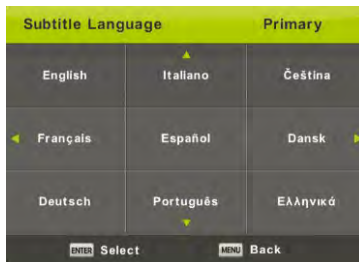 Subtitle Language Primary
English Italiano Čeština
Français Español Dansk
Deutsch Português Ελληνικά
ENTER Select MENU Back